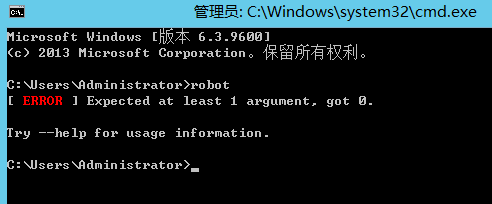 管理员: C:\Windows\system32\cmd.exe
Microsoft Windows [版本 6.3.9600]
(c) 2013 Microsoft Corporation。保留所有权利。
C:\Users\Administrator>robot
[ ERROR ] Expected at least 1 argument, got 0.
Try --help for usage information.
C:\Users\Administrator>_